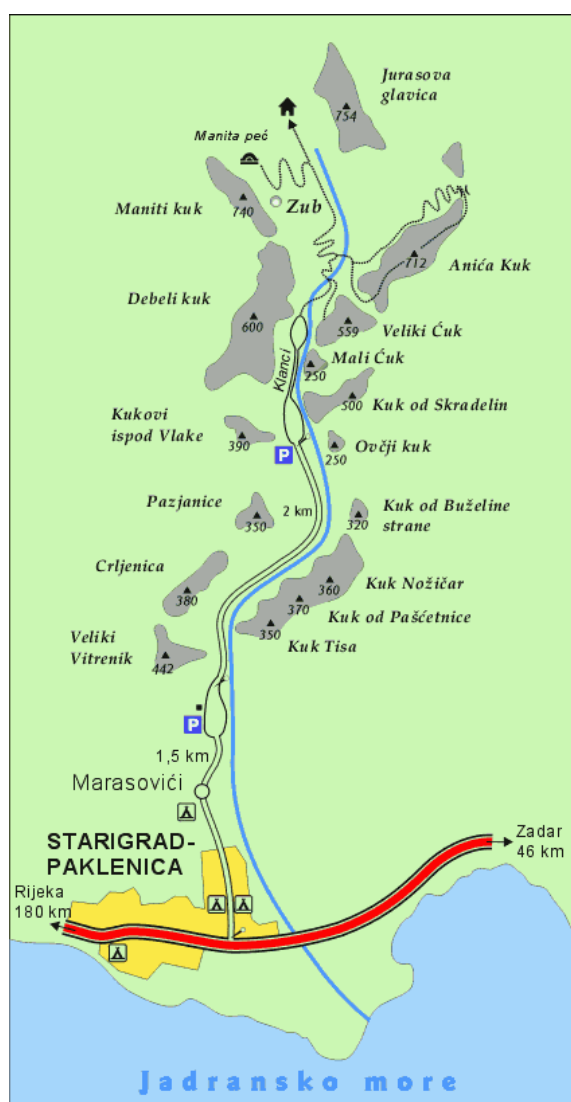 Jurasova
glavica
754
Manita peć
Maniti kuk
740
Zub
712
Anića Kuk
Debeli kuk
600
559
Veliki Ćuk
Klanci
Mali Ćuk
250
500
Kuk od Skradelin
Kukovi
ispod Vlake
390
P
250
Ovčji kuk
Pazjanice
350
2 km
320
Kuk od Buželine
strane
Crljenica
380
360
Kuk Nožičar
370
Kuk od Pašćetnice
350
Kuk Tisa
Veliki
Vitrenik
442
P
1,5 km
Marasovići
STARIGRAD-
PAKLENICA
Zadar
46 km
Rijeka
180 km
Jadransko more